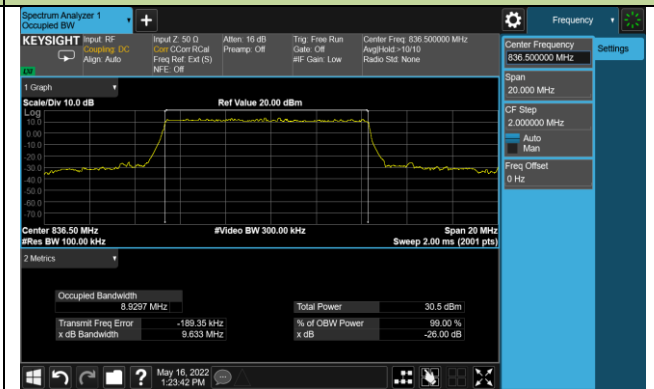 Spectrum Analyzer 1
Occupied BW
+
Frequency
KEYSIGHT
Input: RF
Coupling: DC
Align: Auto
Input Z: 50 Ω
Corr CCorr RCal
Freq Ref: Ext (S)
NFE: Off
Atten: 16 dB
Preamp: Off
Trig: Free Run
Gate: Off
#IF Gain: Low
Center Freq: 836.500000 MHz
Avg|Hold:>10/10
Radio Std: None
Center Frequency
836.500000 MHz
Settings
Span
20.000 MHz
CF Step
2.000000 MHz
Auto
Man
Freq Offset
0 Hz
1 Graph
Scale/Div 10.0 dB
Ref Value 20.00 dBm
Log
10.0
0.00
-10.0
-20.0
-30.0
-40.0
-50.0
-60.0
-70.0
Center 836.50 MHz
#Video BW 300.00 kHz
Span 20 MHz
#Res BW 100.00 kHz
Sweep 2.00 ms (2001 pts)
2 Metrics
Occupied Bandwidth
8.9297 MHz
Total Power
30.5 dBm
Transmit Freq Error
-189.35 kHz
% of OBW Power
99.00 %
x dB Bandwidth
9.633 MHz
x dB
-26.00 dB
?
May 16, 2022
1:23:42 PM